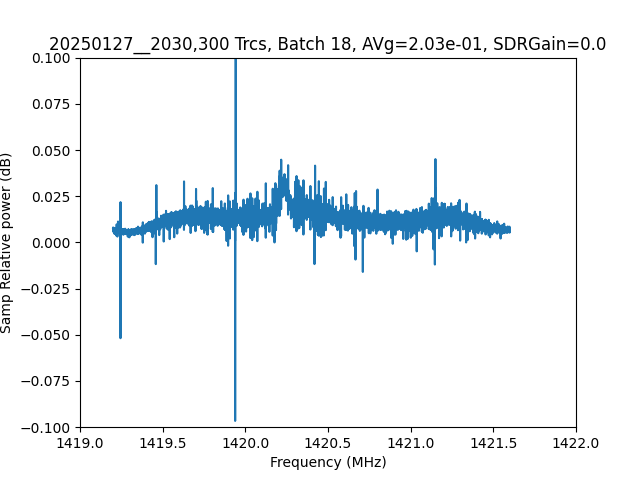 20250127__2030,300 Trcs, Batch 18, AVg=2.03e-01, SDRGain=0.0
0.100
0.075
0.050
0.025
0.000
−0.025
−0.050
−0.075
−0.100
Samp Relative power (dB)
1419.0 1419.5 1420.0 1420.5 1421.0 1421.5 1422.0
Frequency (MHz)